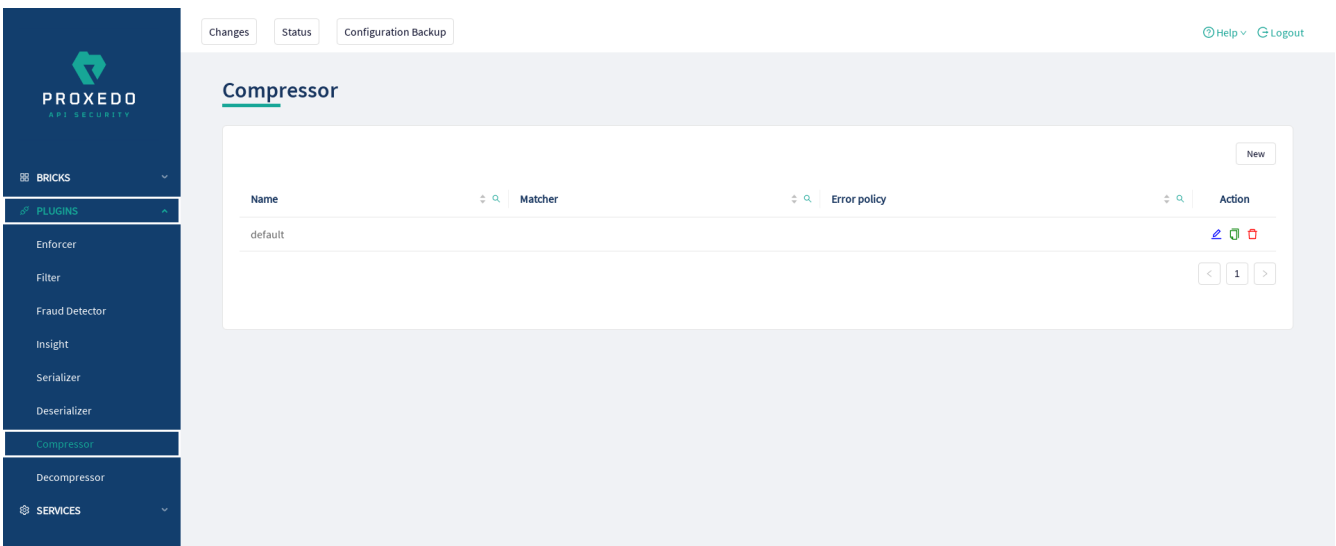 Changes Status Configuration Backup Help Logout
PROXEDO
API SECURITY
Compressor
New
BRICKS
Name Matcher Error policy Action
PLUGINS
default
Enforcer
Filter
1
Fraud Detector
Insight
Serializer
Deserializer
Compressor
Decompressor
SERVICES